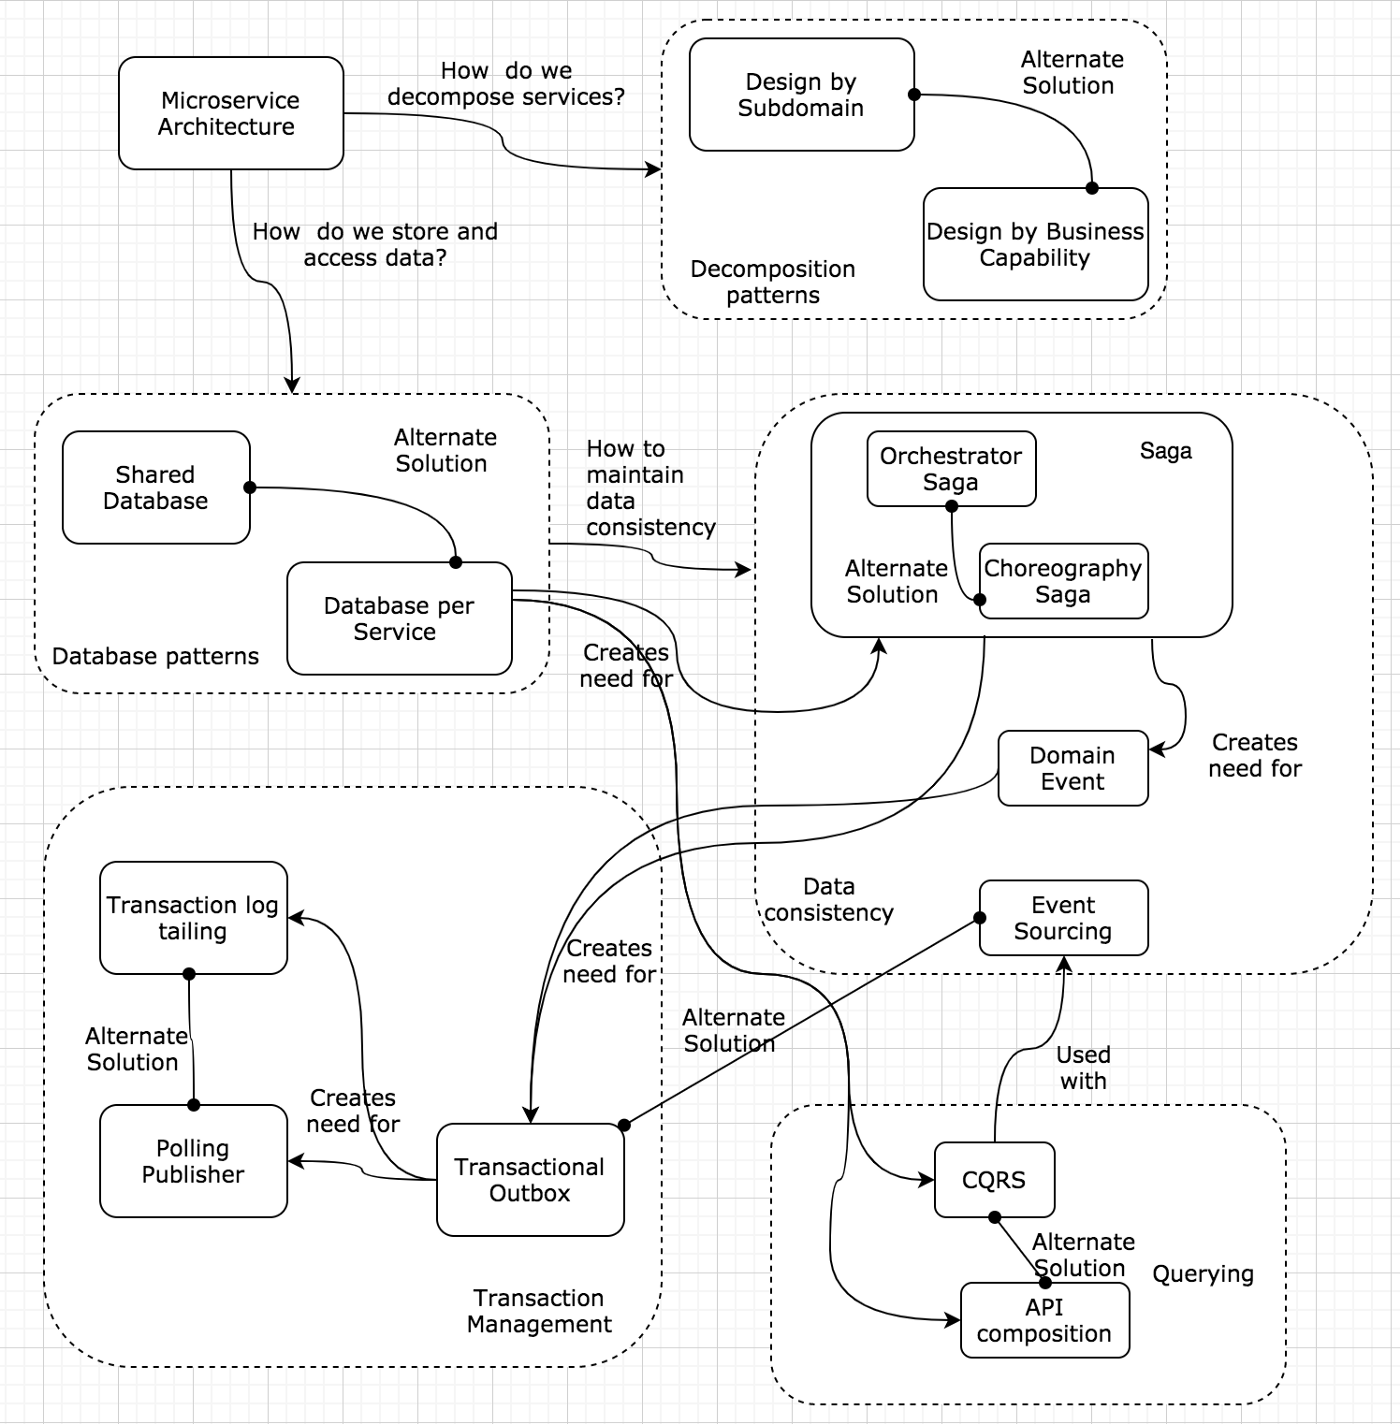 How do we
decompose services?
Microservice
Architecture
Design by
Subdomain
Alternate
Solution
Design by Business
Capability
Decomposition
patterns
How do we store and
access data?
Shared
Database
Alternate
Solution
Database per
Service
Database patterns
How to
maintain
data
consistency
Creates
need for
Orchestrator
Saga
Saga
Alternate
Solution
Choreography
Saga
Domain
Event
Creates
need for
Data
consistency
Event
Sourcing
Transaction log
tailing
Creates
need for
Alternate
Solution
Alternate
Solution
Polling
Publisher
Creates
need for
Transactional
Outbox
Transaction
Management
Used
with
CQRS
Alternate
Solution
Querying
API
composition